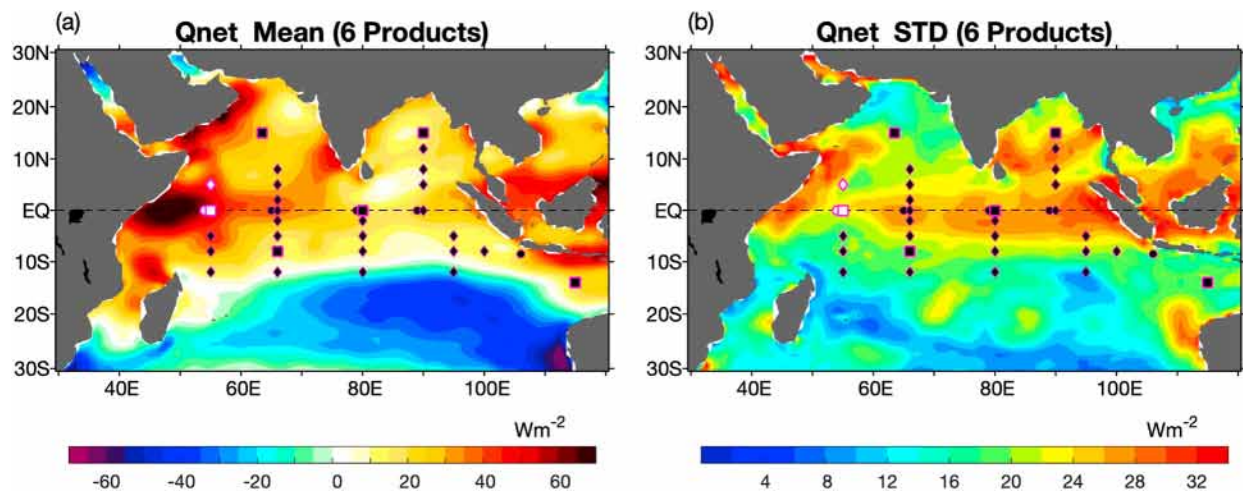 (a) Qnet Mean (6 Products)
30N
20N
10N
EQ
10S
20S
30S
40E 60E 80E 100E
Wm-2
-60 -40 -20 0 20 40 60
(b) Qnet STD (6 Products)
30N
20N
10N
EQ
10S
20S
30S
40E 60E 80E 100E
Wm-2
4 8 12 16 20 24 28 32